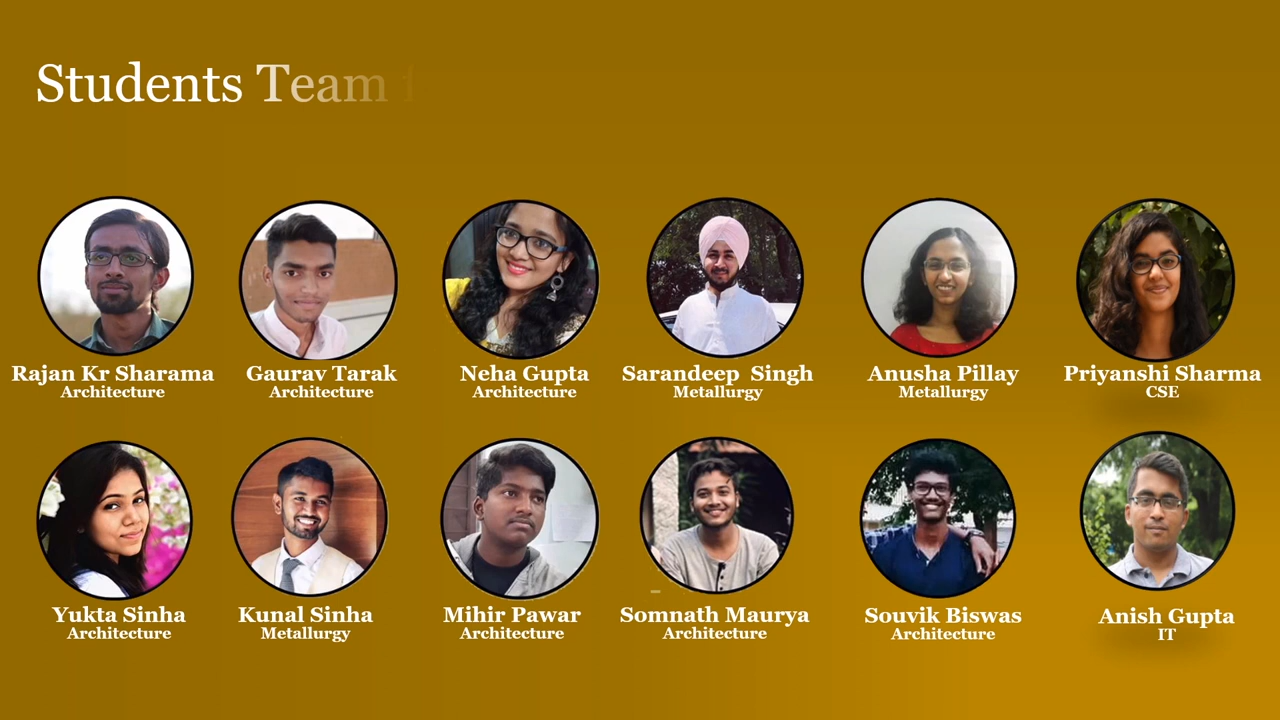 Students Team
Rajan Kr Sharama
Architecture
Gaurav Tarak
Architecture
Neha Gupta
Architecture
Sarandeep Singh
Metallurgy
Anusha Pillay
Metallurgy
Priyanshi Sharma
CSE
Yukta Sinha
Architecture
Kunal Sinha
Metallurgy
Mihir Pawar
Architecture
Somnath Maurya
Architecture
Souvik Biswas
Architecture
Anish Gupta
IT